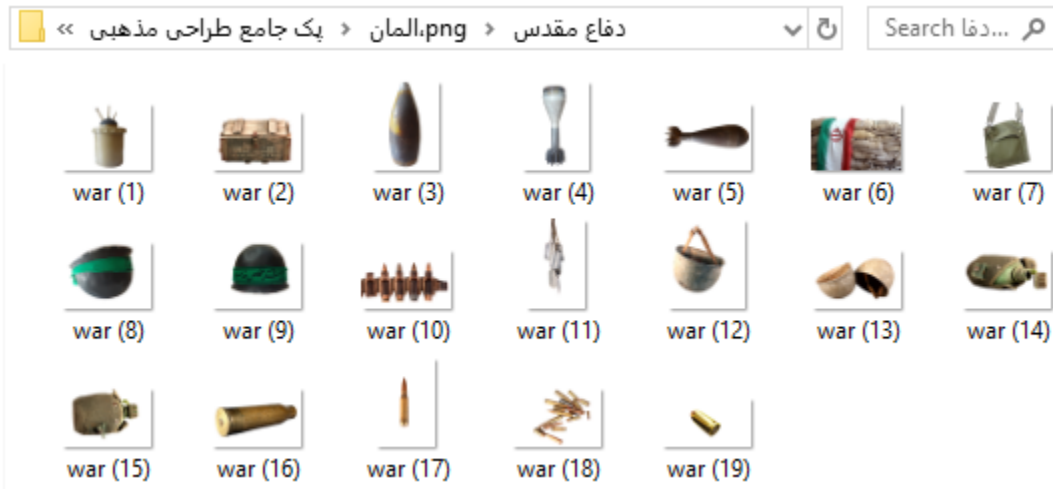 « پک جامع طراحی مذهبی › المان،png › دفاع مقدس
Search دفا...
war (1) war (2) war (3) war (4) war (5) war (6) war (7)
war (8) war (9) war (10) war (11) war (12) war (13) war (14)
war (15) war (16) war (17) war (18) war (19)